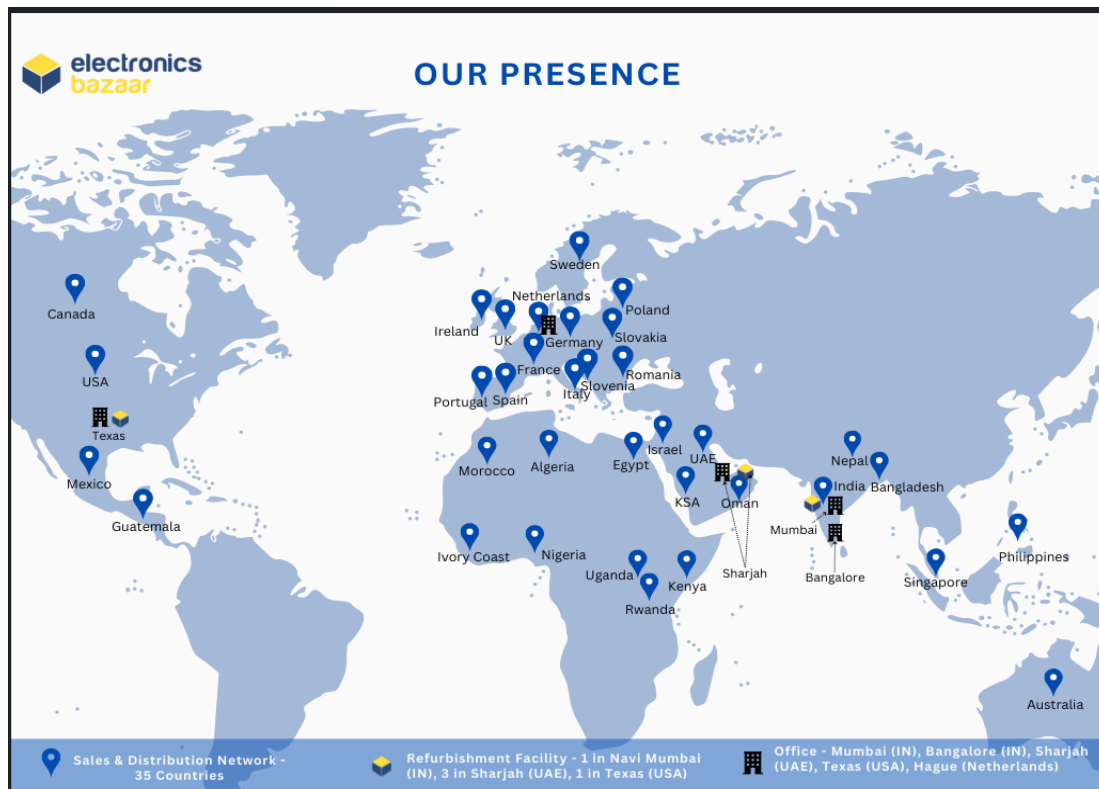 electronics
bazaar
OUR PRESENCE
Sweden
Netherlands
Canada
Poland
Ireland
UK
Germany
Slovakia
France
USA
Romania
Slovenia
Italy
Portugal
Spain
Texas
Israel
UAE
Nepal
Morocco
Algeria
Egypt
Mexico
KSA
Oman
India
Bangladesh
Guatemala
Mumbai
Ivory Coast
Nigeria
Philippines
Uganda
Kenya
Sharjah
Bangalore
Singapore
Rwanda
Australia
Sales & Distribution Network -
35 Countries
Refurbishment Facility - 1 in Navi Mumbai
(IN), 3 in Sharjah (UAE), 1 in Texas (USA)
Office - Mumbai (IN), Bangalore (IN), Sharjah
(UAE), Texas (USA), Hague (Netherlands)